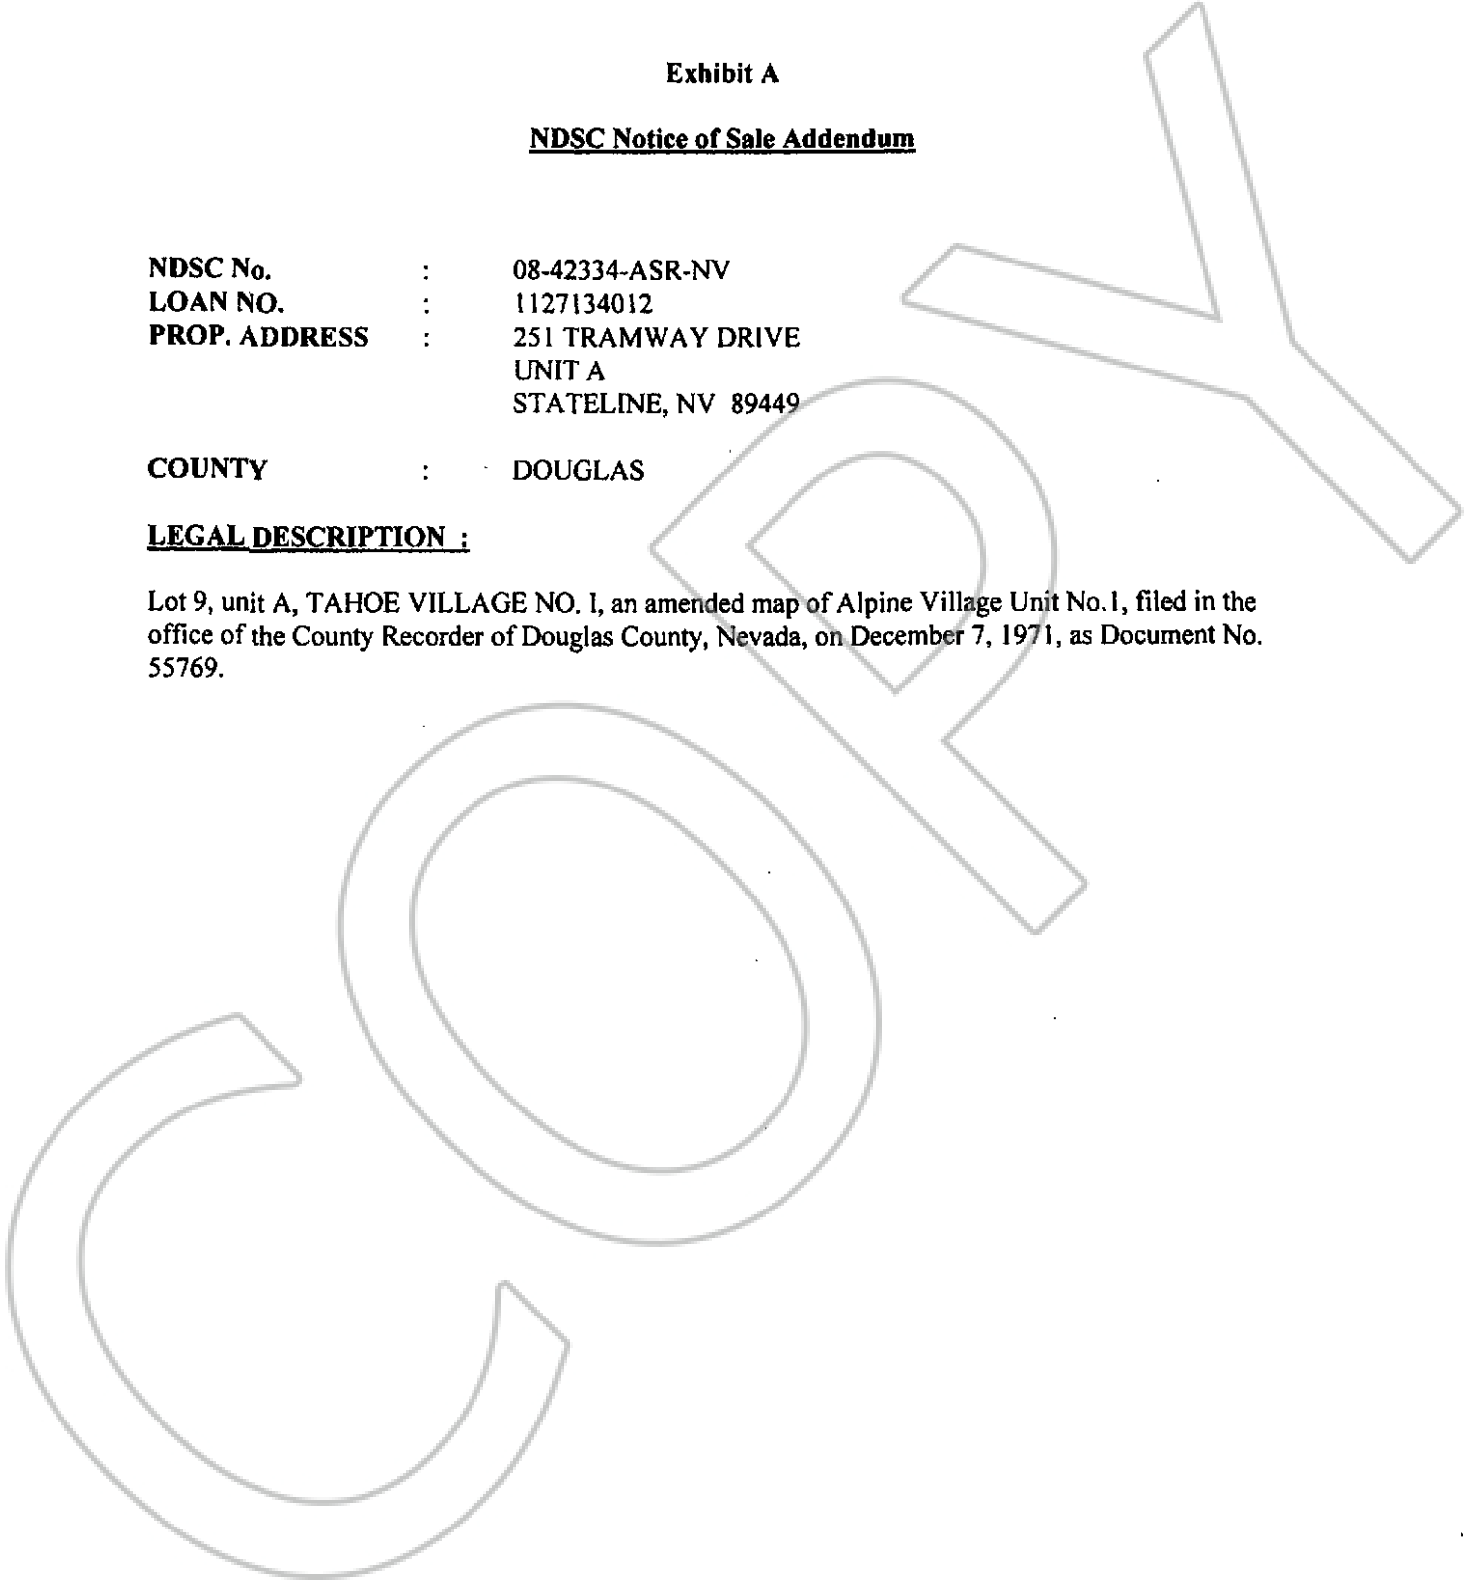 Exhibit A
NDSC Notice of Sale Addendum
NDSC No. : 08-42334-ASR-NV
LOAN NO. : 1127134012
PROP. ADDRESS : 251 TRAMWAY DRIVE
UNIT A
STATELINE, NV 89449
COUNTY : DOUGLAS
LEGAL DESCRIPTION :
Lot 9, unit A, TAHOE VILLAGE NO. 1, an amended map of Alpine Village Unit No.1, filed in the
office of the County Recorder of Douglas County, Nevada, on December 7, 1971, as Document No.
55769.
COPY